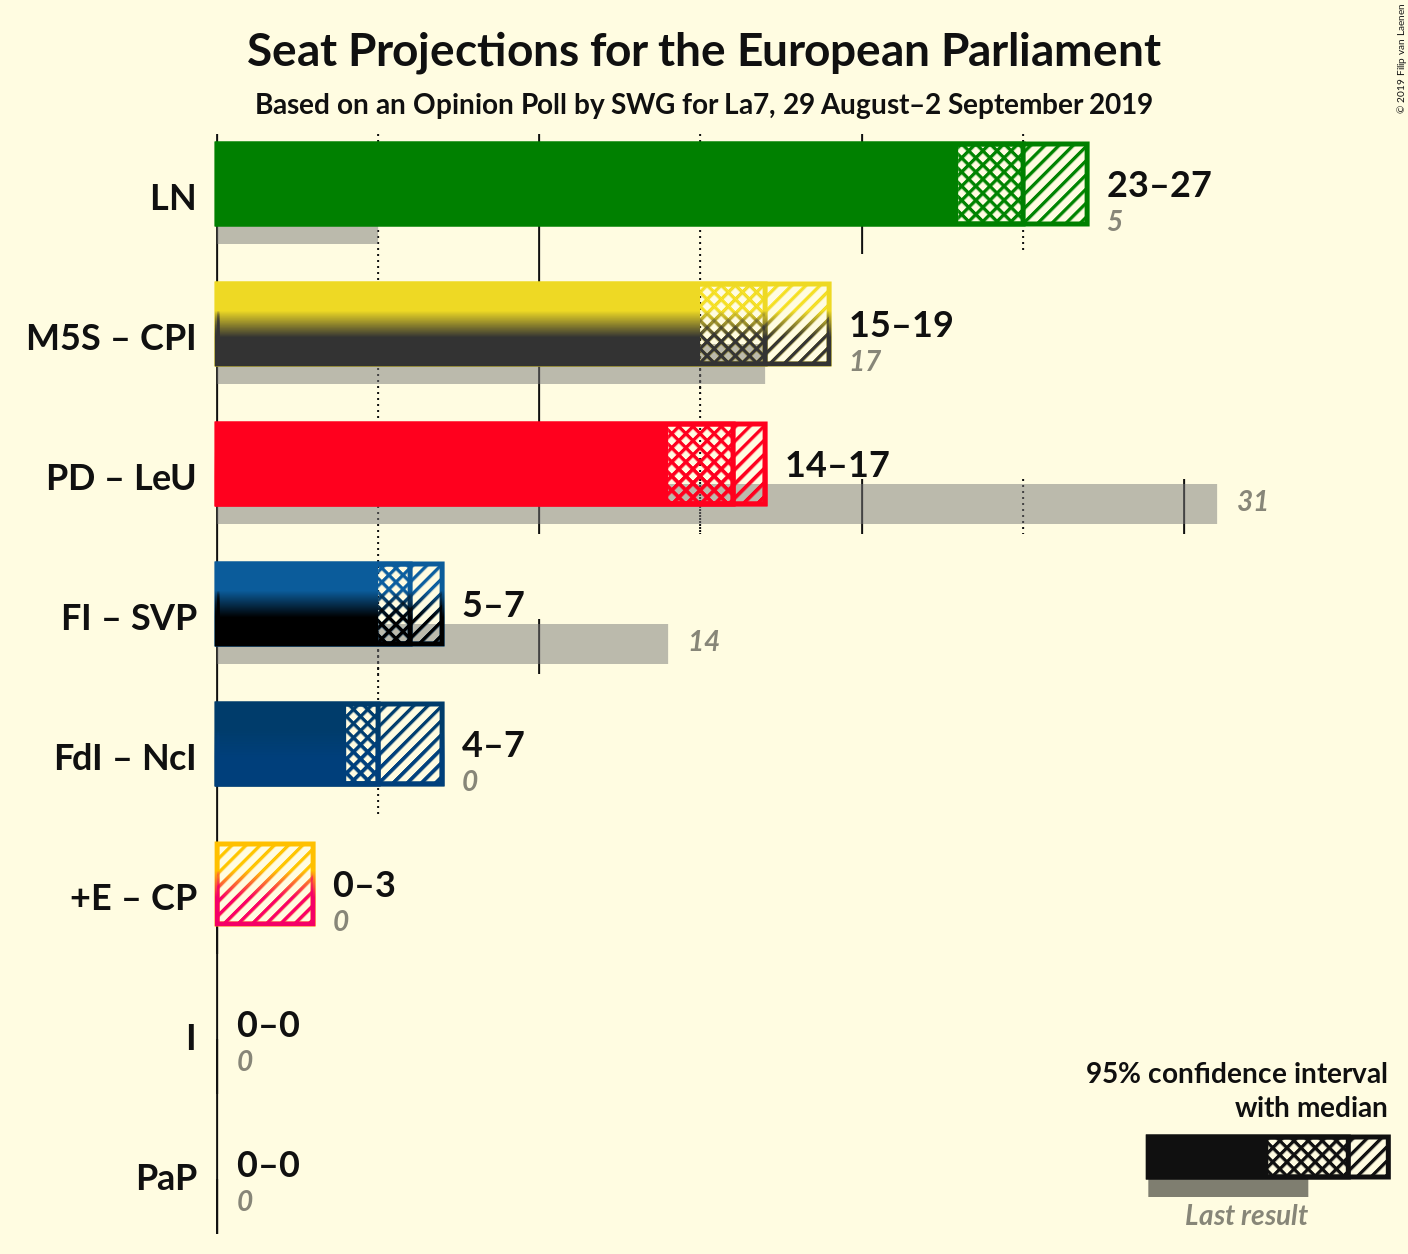 Seat Projections for the European Parliament
Based on an Opinion Poll by SWG for La7, 29 August–2 September 2019
© 2019 Filip van Laenen
LN
23–27
5
M5S – CPI
15–19
17
PD – LeU
14–17
31
FI – SVP
5–7
14
FdI – NcI
4–7
0
+E – CP
0–3
0
I
0–0
0
PaP
0–0
0
95% confidence interval
with median
Last result